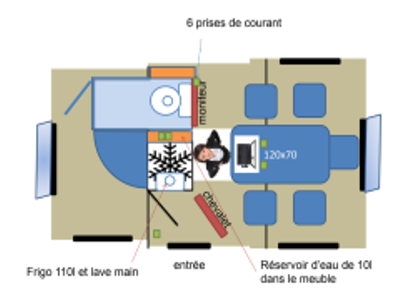 6 prises de courant
moniteur
120x70
chevalet
Frigo 110l et lave main
entrée
Réservoir d'eau de 10l
dans le meuble